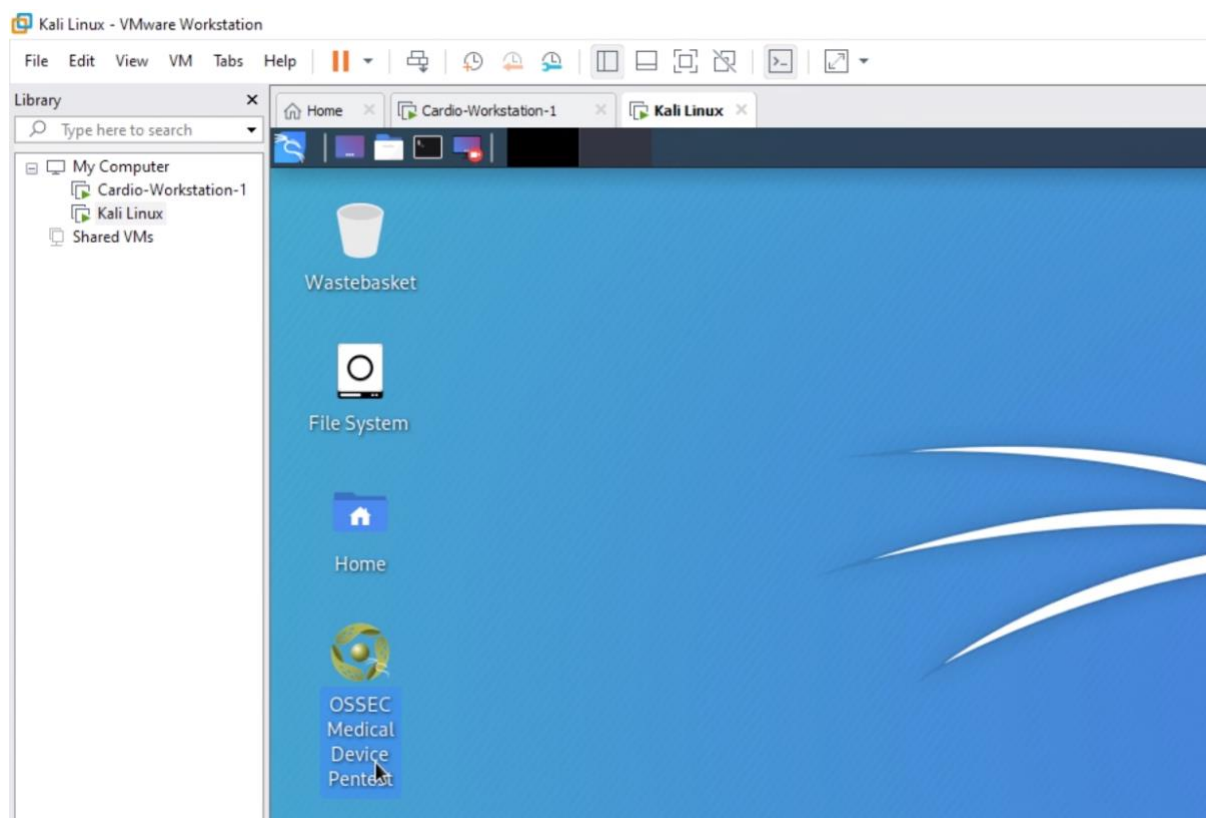 Kali Linux - VMware Workstation
File Edit View VM Tabs Help
Library
Type here to search
My Computer
Cardio-Workstation-1
Kali Linux
Shared VMs
Home
Cardio-Workstation-1
Kali Linux
Wastebasket
File System
Home
OSSEC
Medical
Device
Pentest